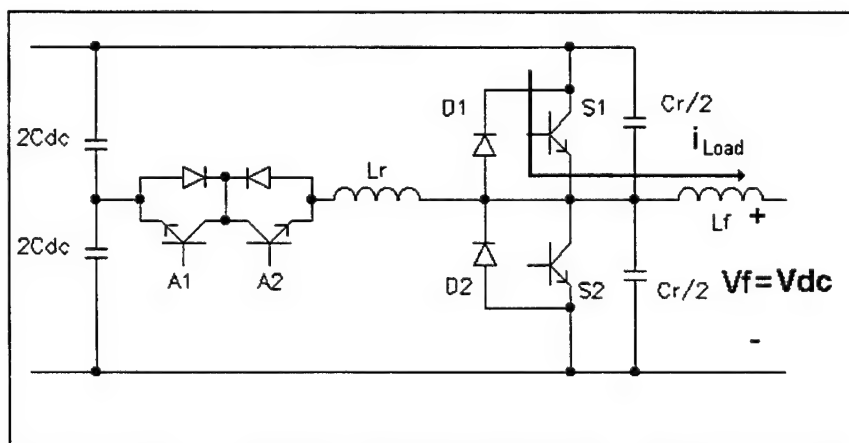 D1
S1
Cr/2
2Cdc
iLoad
Lr
Lf
+
2Cdc
A1
A2
D2
S2
Cr/2
Vf=Vdc
-